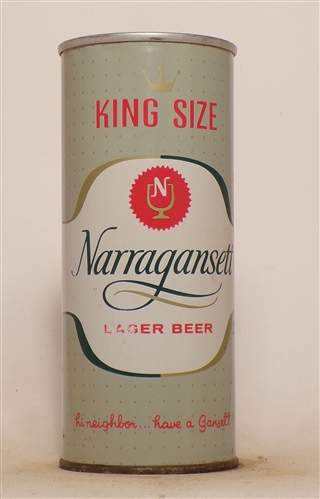 KING SIZE
N
Narragansett
LAGER BEER
hi neighbor... have a Gansett